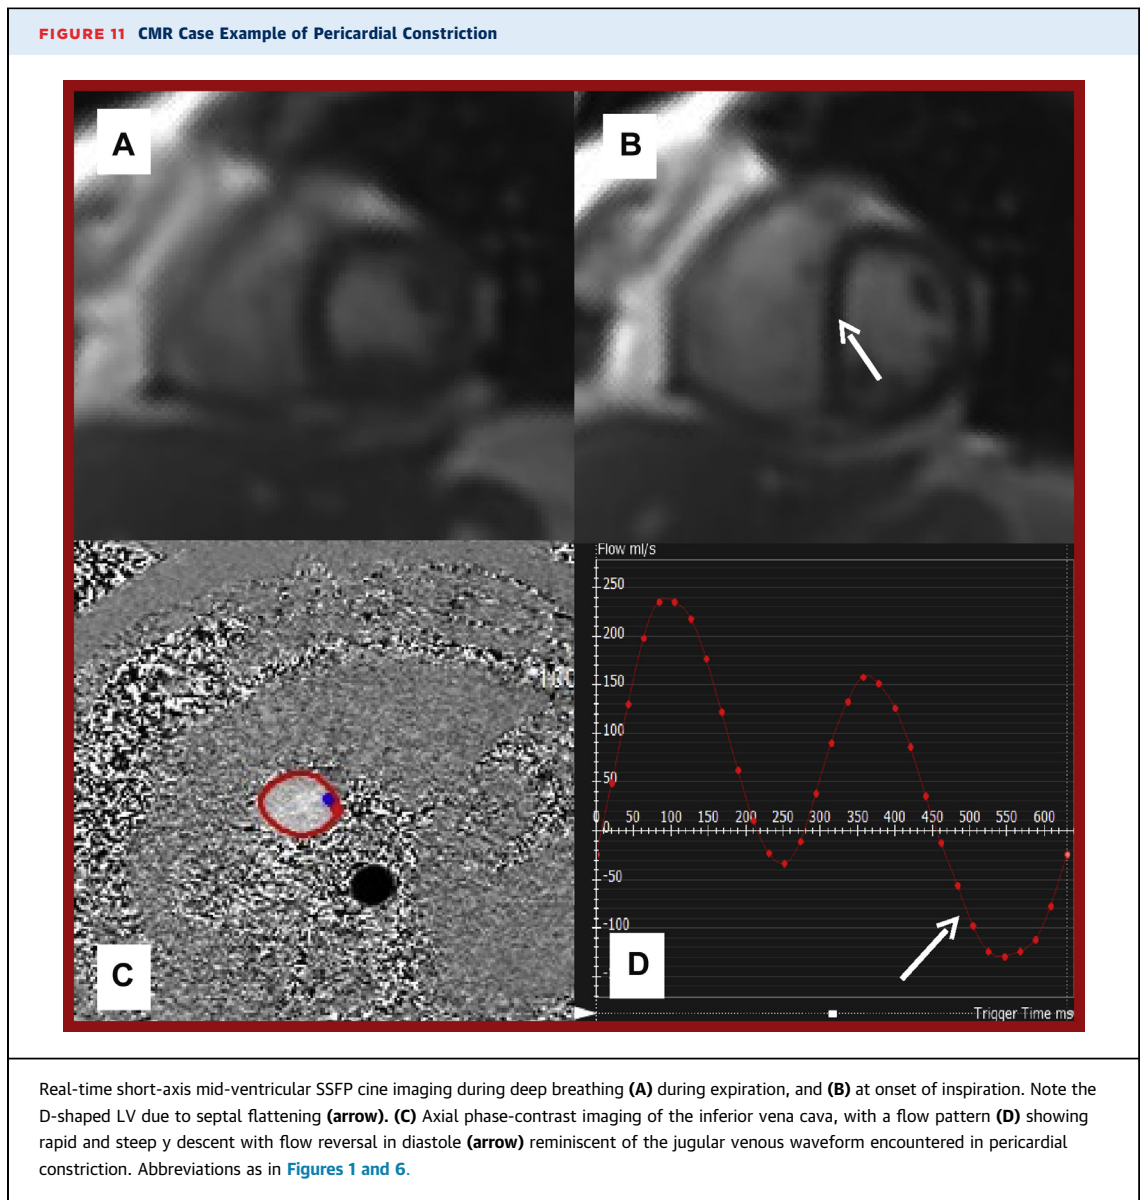 FIGURE 11 CMR Case Example of Pericardial Constriction
A
B
Flow ml/s
250
200
150
100
50
0
50
100
150
200
250
300
350
400
450
500
550
600
-50
-100
C
D
Trigger Time ms
Real-time short-axis mid-ventricular SSFP cine imaging during deep breathing (A) during expiration, and (B) at onset of inspiration. Note the
D-shaped LV due to septal flattening (arrow). (C) Axial phase-contrast imaging of the inferior vena cava, with a flow pattern (D) showing
rapid and steep y descent with flow reversal in diastole (arrow) reminiscent of the jugular venous waveform encountered in pericardial
constriction. Abbreviations as in Figures 1 and 6.